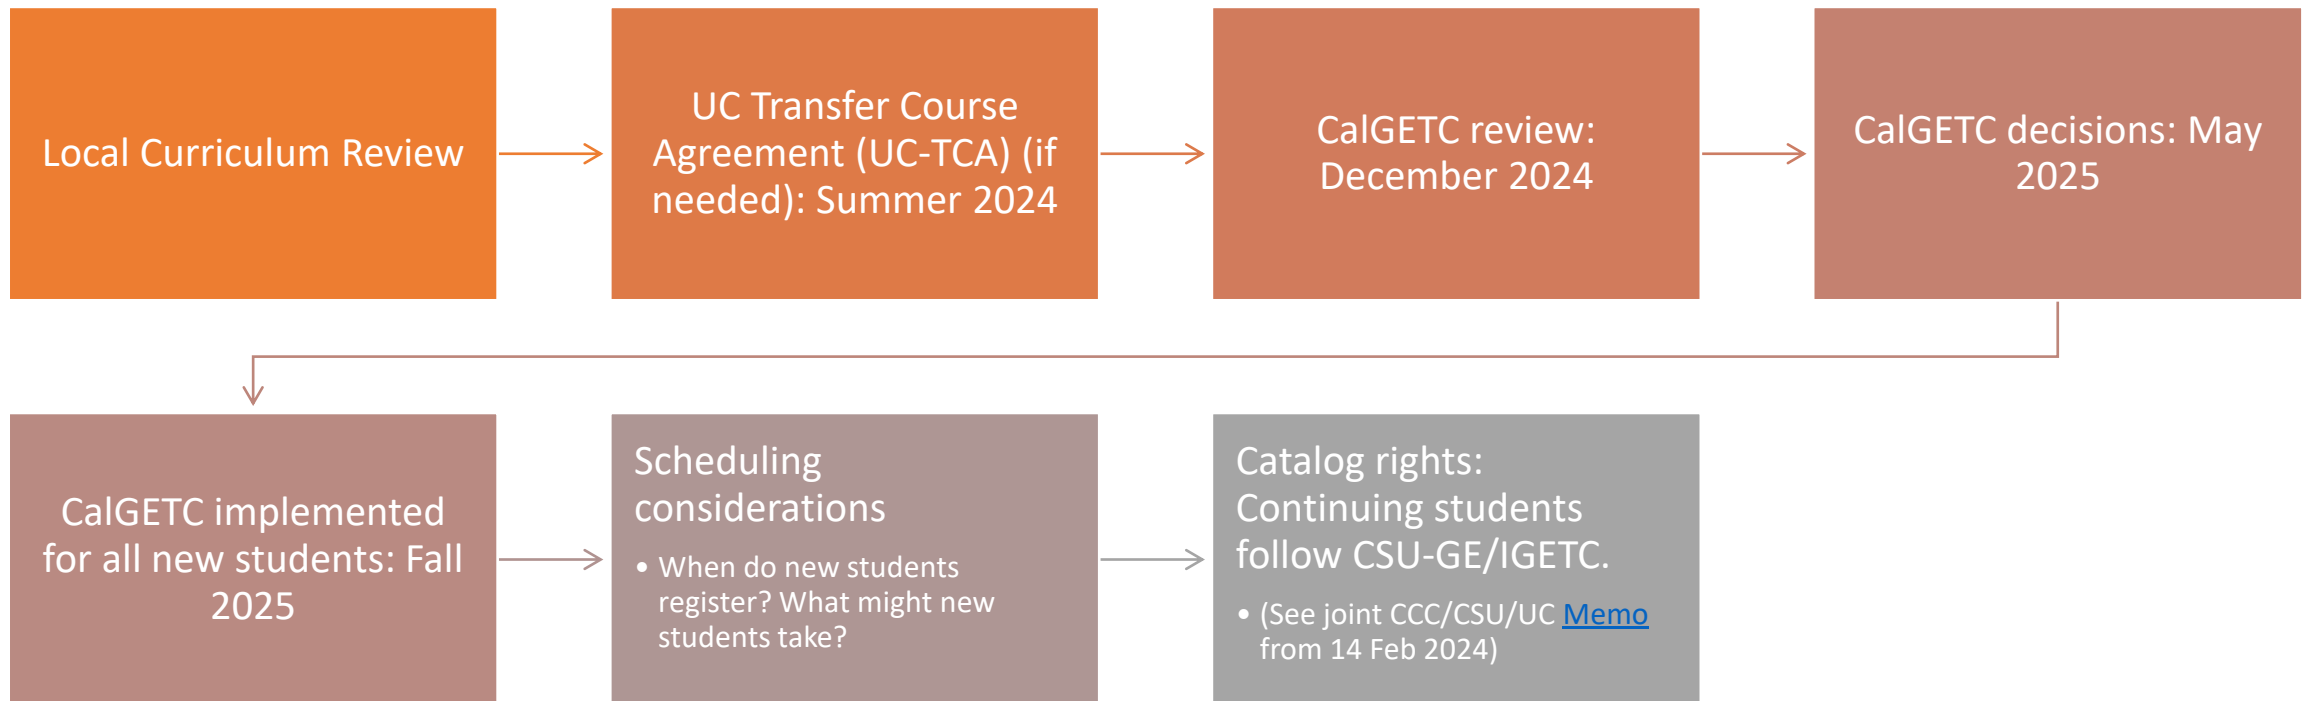 Local Curriculum Review
UC Transfer Course
Agreement (UC-TCA) (if
needed): Summer 2024
CalGETC review:
December 2024
CalGETC decisions: May
2025
CalGETC implemented
for all new students: Fall
2025
Scheduling
considerations
• When do new students
register? What might new
students take?
Catalog rights:
Continuing students
follow CSU-GE/IGETC.
• (See joint CCC/CSU/UC Memo
from 14 Feb 2024)